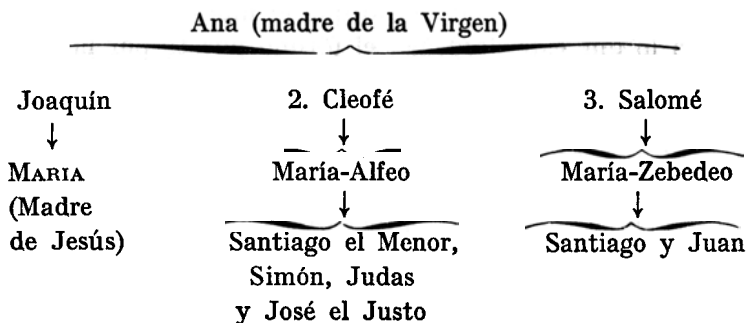 Ana (madre de la Virgen)
Joaquín
↓
MARIA
(Madre
de Jesús)
2. Cleofé
↓
María-Alfeo
↓
Santiago el Menor,
Simón, Judas
y José el Justo
3. Salomé
↓
María-Zebedeo
↓
Santiago y Juan